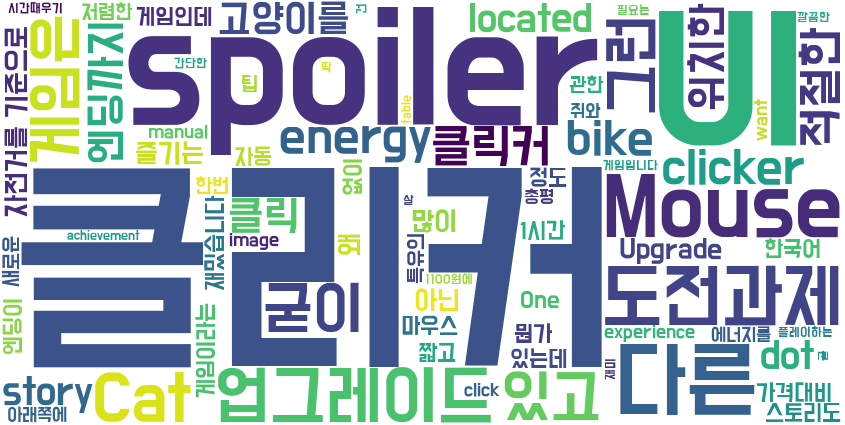 시간때우기
저렴한
게임인데
고양이를
located
필요는
깔끔한
자전거를 기준으로
게임은
엔딩까지
spoiler
그런
위치한
적절한
UI
간단한
팁
딱
관한
쥐와
table
want
manual
energy
클릭커
bike
즐기는
자동
clicker
게임입니다
한번
없이
정도
총평
Mouse
클리커
재밌습니다
클릭
살
많이
1시간
achievement
새로운
image
왜
특유의
Upgrade
한국어
굳이
1100원에
도전과제
엔딩이
게임이라는
아닌
One
마우스
뭔가
experience
에너지를
플레이하는
짧고
있는데
재미
다른
dot
story
Cat
업그레이드
click
있고
가격대비
아래쪽에
스토리도